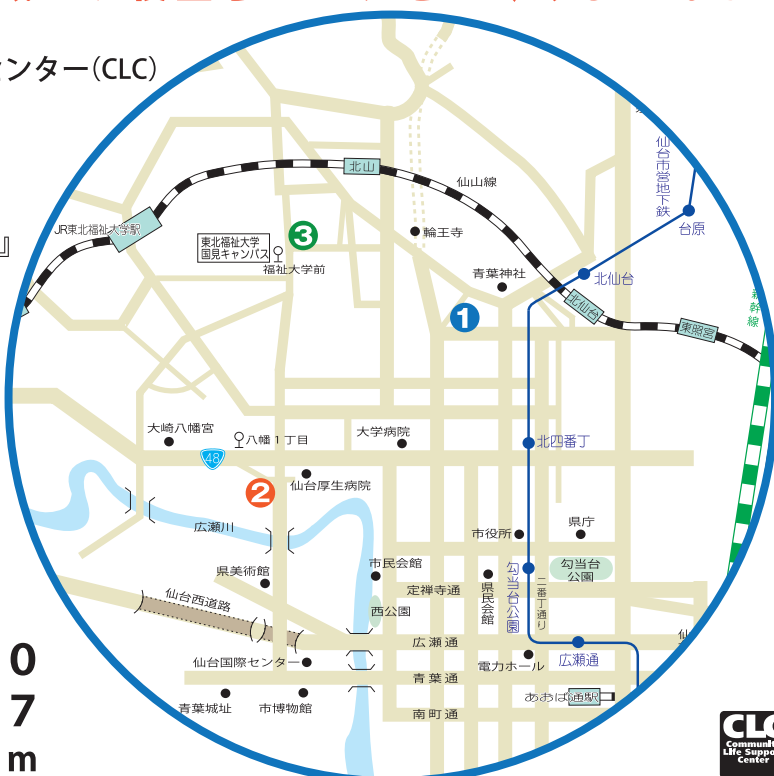 ンター(CLC)
仙台市営地下鉄
北山
仙山線
台原
JR東北福祉大学駅
』
東北福祉大学
国見キャンパス
3
福祉大学前
輪王寺
青葉神社
北仙台
北仙台
新幹線
1
東照宮
大崎八幡宮
八幡1丁目
大学病院
北四番丁
48
2
仙台厚生病院
広瀬川
市役所
県庁
県美術館
市民会館
勾当台公園
勾当台
公園
仙台西道路
西公園
定禅寺通
県民会館
二番丁通り
広瀬通
仙
仙台国際センター
電力ホール
広瀬通
0
青葉通
7
青葉城址
市博物館
南町通
あおば通駅
m
CLC
Community
Life Support
Center